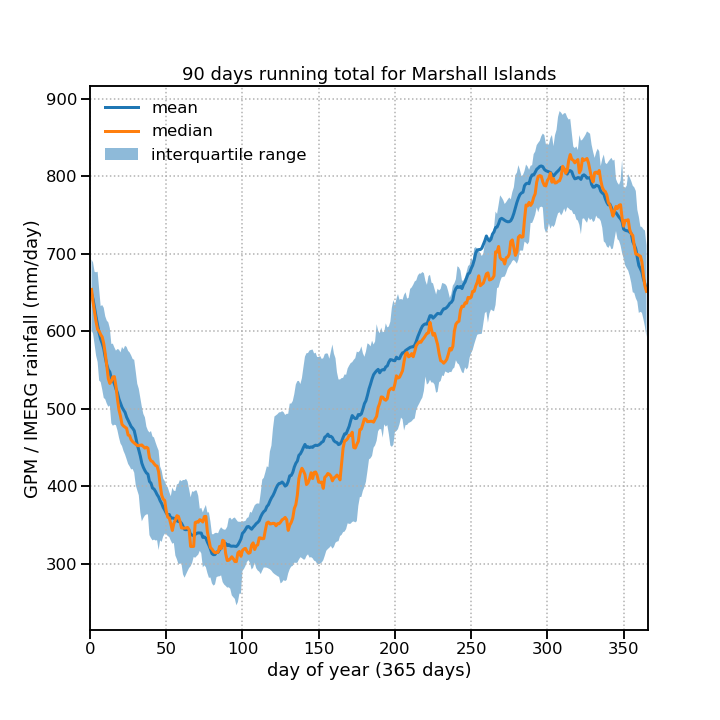 90 days running total for Marshall Islands
mean
median
interquartile range
GPM / IMERG rainfall (mm/day)
900
800
700
600
500
400
300
0 50 100 150 200 250 300 350
day of year (365 days)